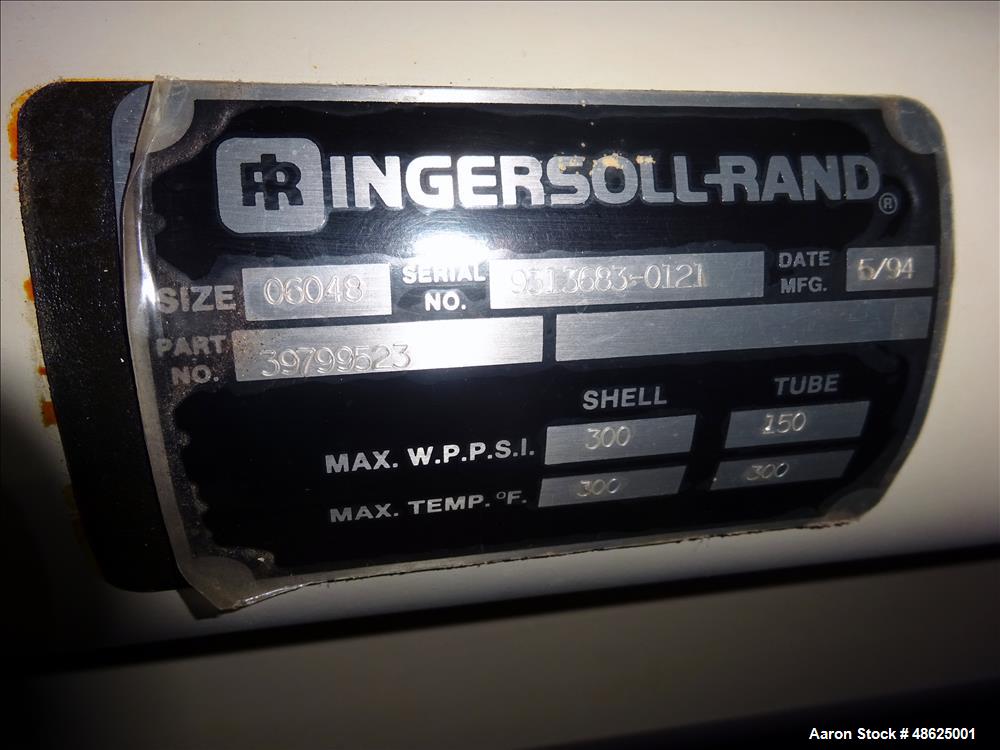 IR INGERSOLL-RAND ®
SIZE 06048 SERIAL NO. 9313683-0121 DATE MFG. 5/94
PART NO. 39799523
SHELL TUBE
MAX. W.P.P.S.I. 300 150
MAX. TEMP. °F. 300 300
Aaron Stock # 48625001